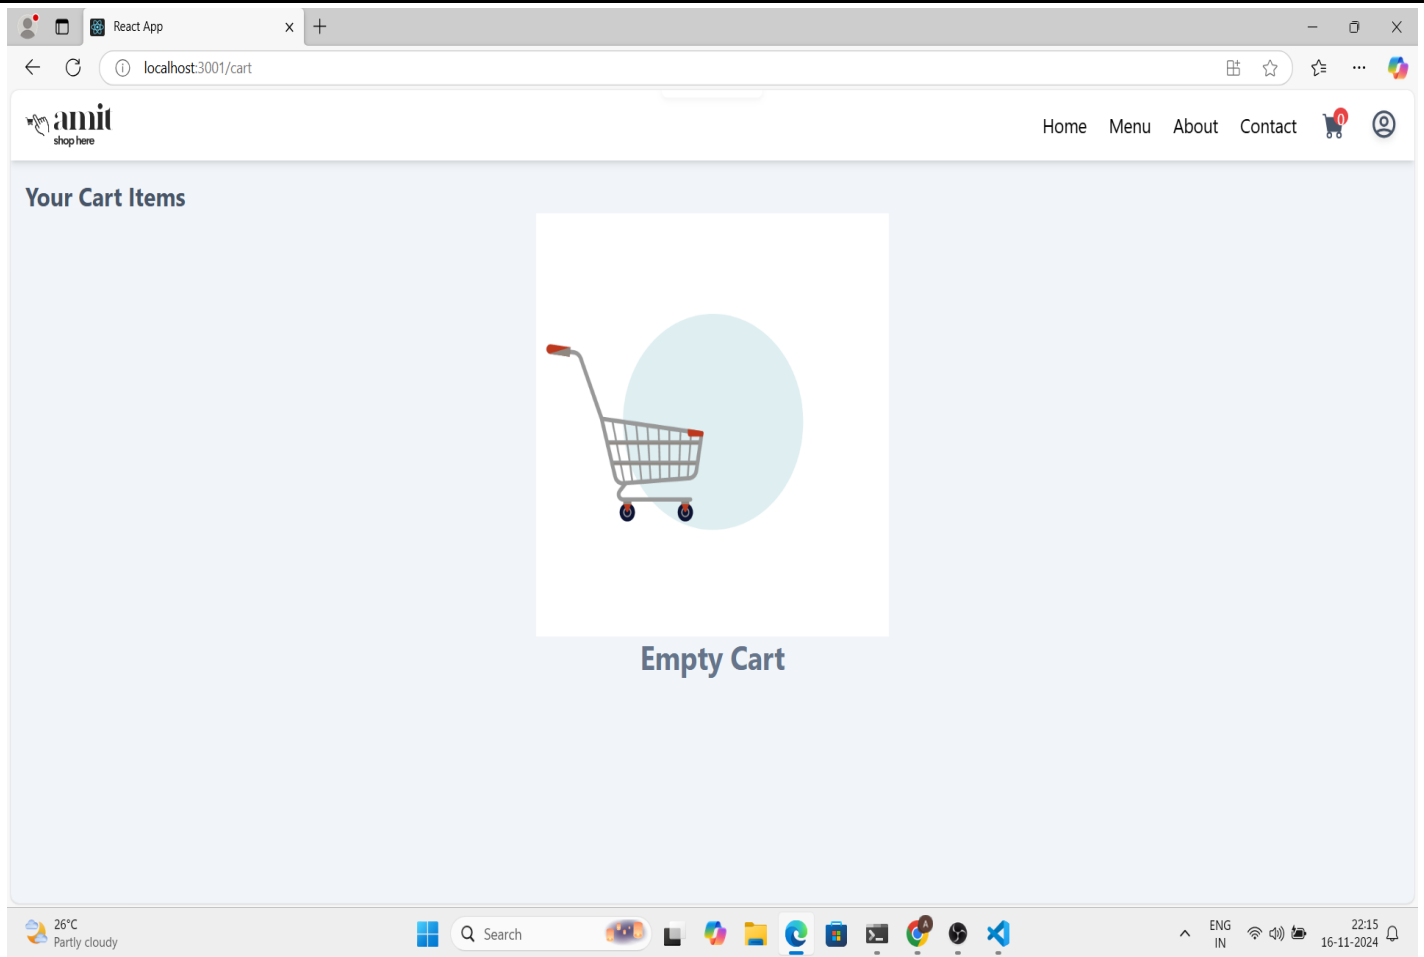 React App
localhost:3001/cart
amit
shop here
Home Menu About Contact 0
Your Cart Items
Empty Cart
26°C
Partly cloudy
Search
A
ENG
IN
22:15
16-11-2024